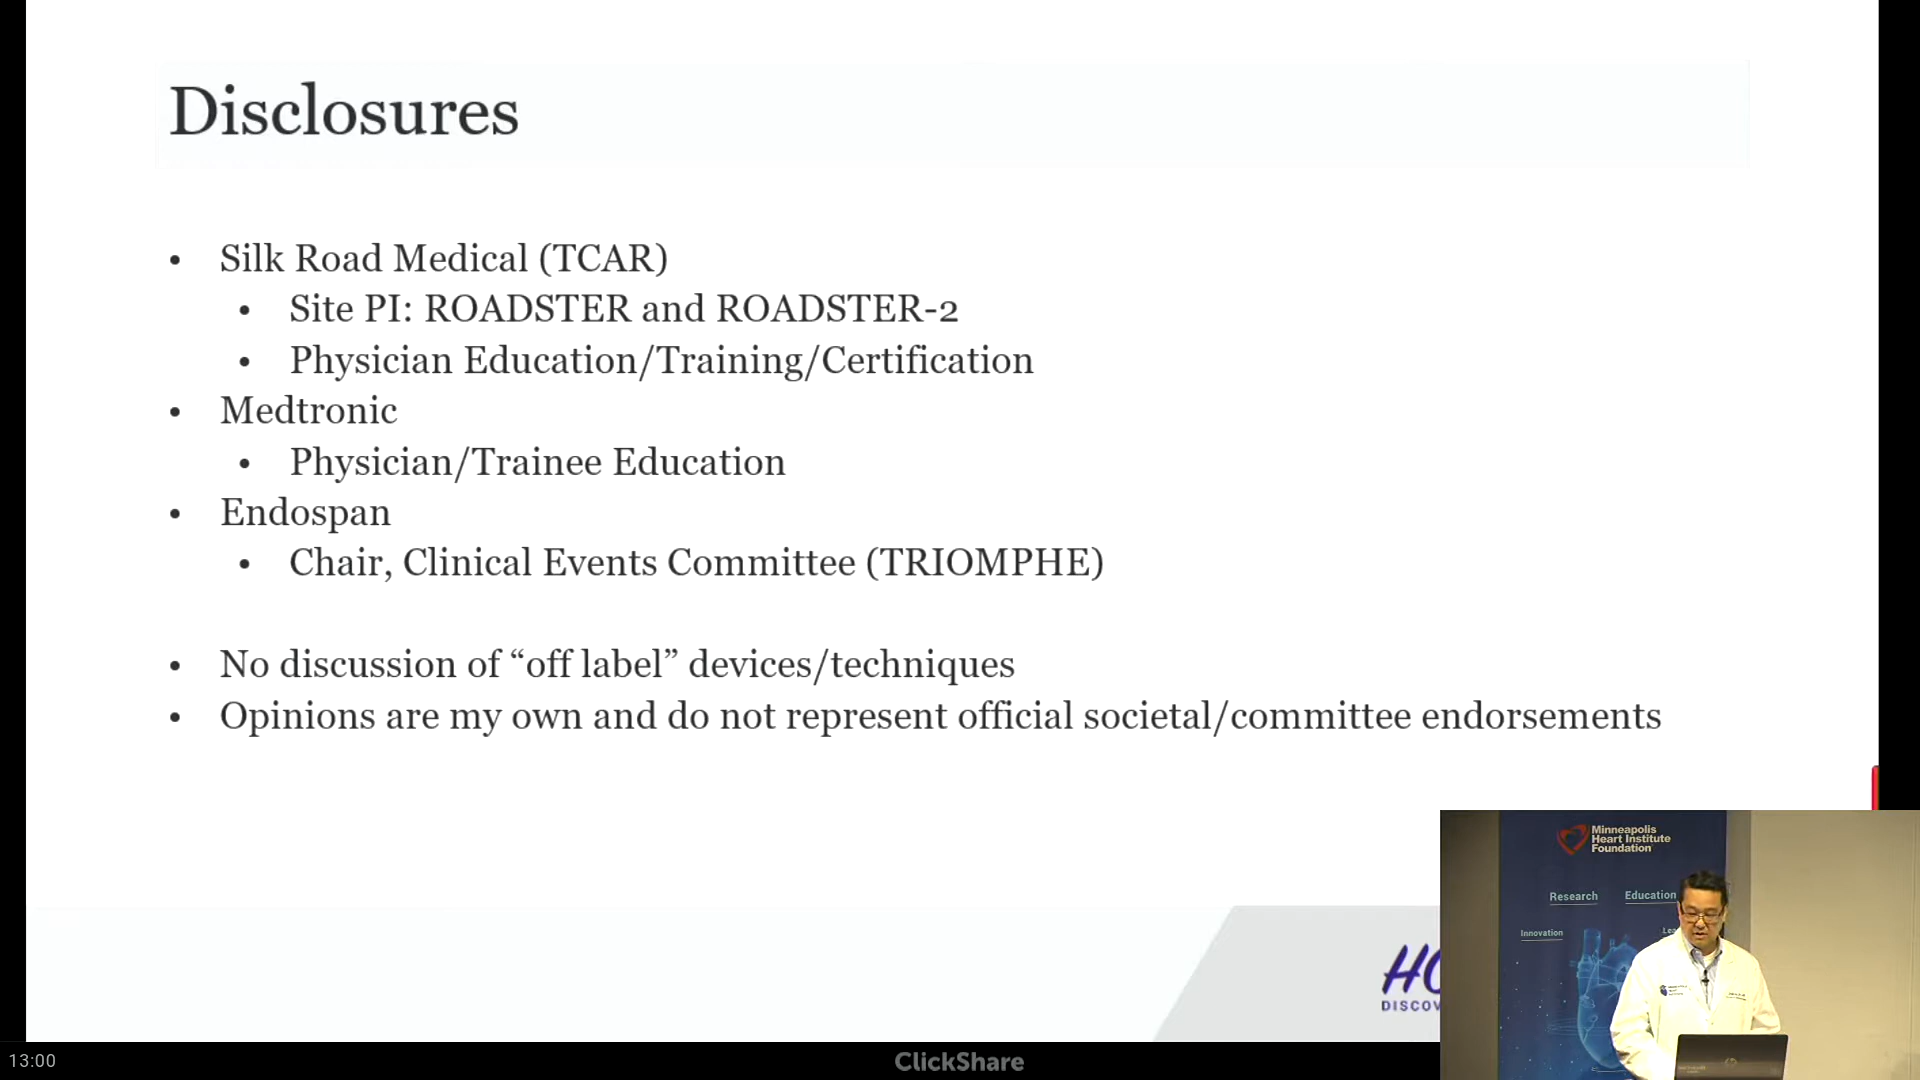 Disclosures
• Silk Road Medical (TCAR)
• Site PI: ROADSTER and ROADSTER-2
• Physician Education/Training/Certification
• Medtronic
• Physician/Trainee Education
• Endospan
• Chair, Clinical Events Committee (TRIOMPHE)
• No discussion of “off label” devices/techniques
• Opinions are my own and do not represent official societal/committee endorsements
Minneapolis
Heart Institute
Foundation
Research Education
Innovation
HO
DISCOV
13:00
ClickShare